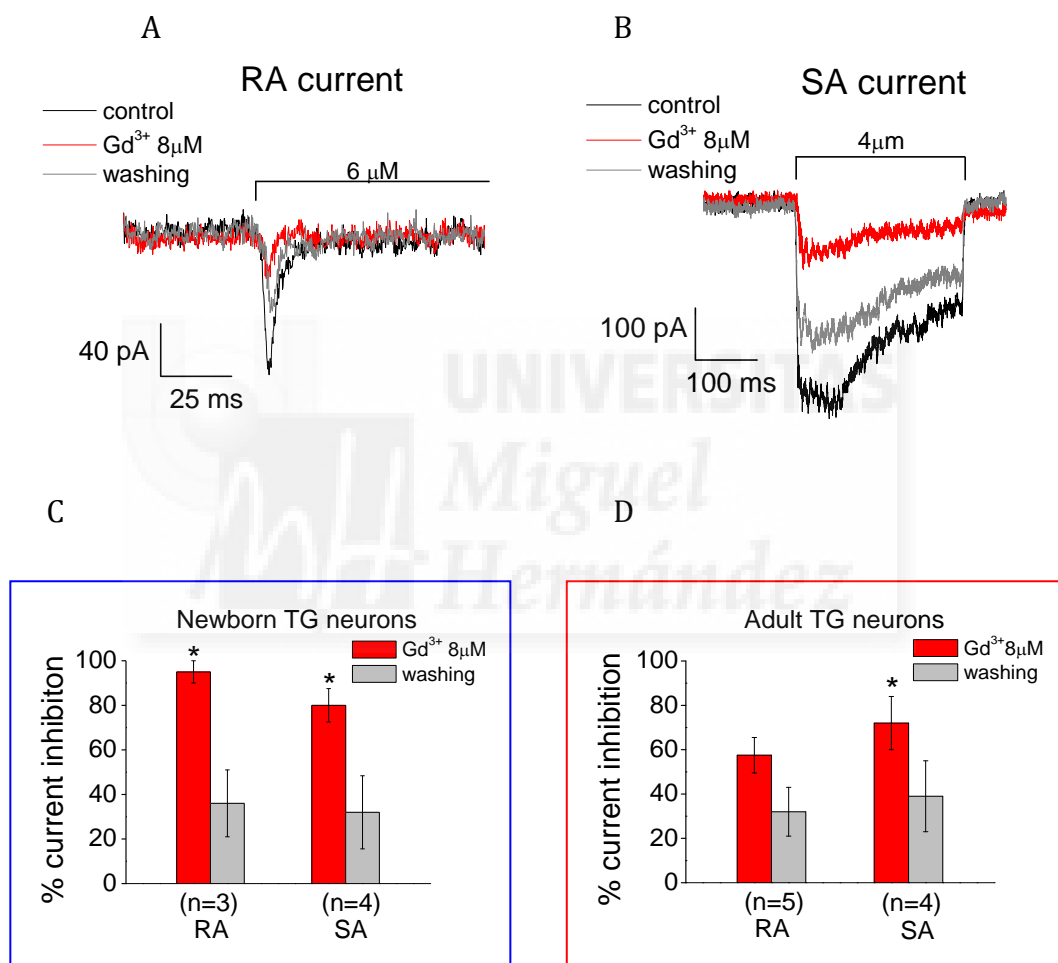 A
B
RA current
SA current
control
Gd³⁺ 8μM
washing
6 μM
40 pA
25 ms
control
Gd³⁺ 8μM
washing
4μm
100 pA
100 ms
UNIVERSITAS
Miguel
Hernández
C
D
Newborn TG neurons
Gd³⁺ 8μM
washing
% current inhibiton
100
80
60
40
20
0
*
*
(n=3)
(n=4)
RA
SA
Adult TG neurons
Gd³⁺8μM
washing
% current inhibition
100
80
60
40
20
0
*
(n=5)
(n=4)
RA
SA